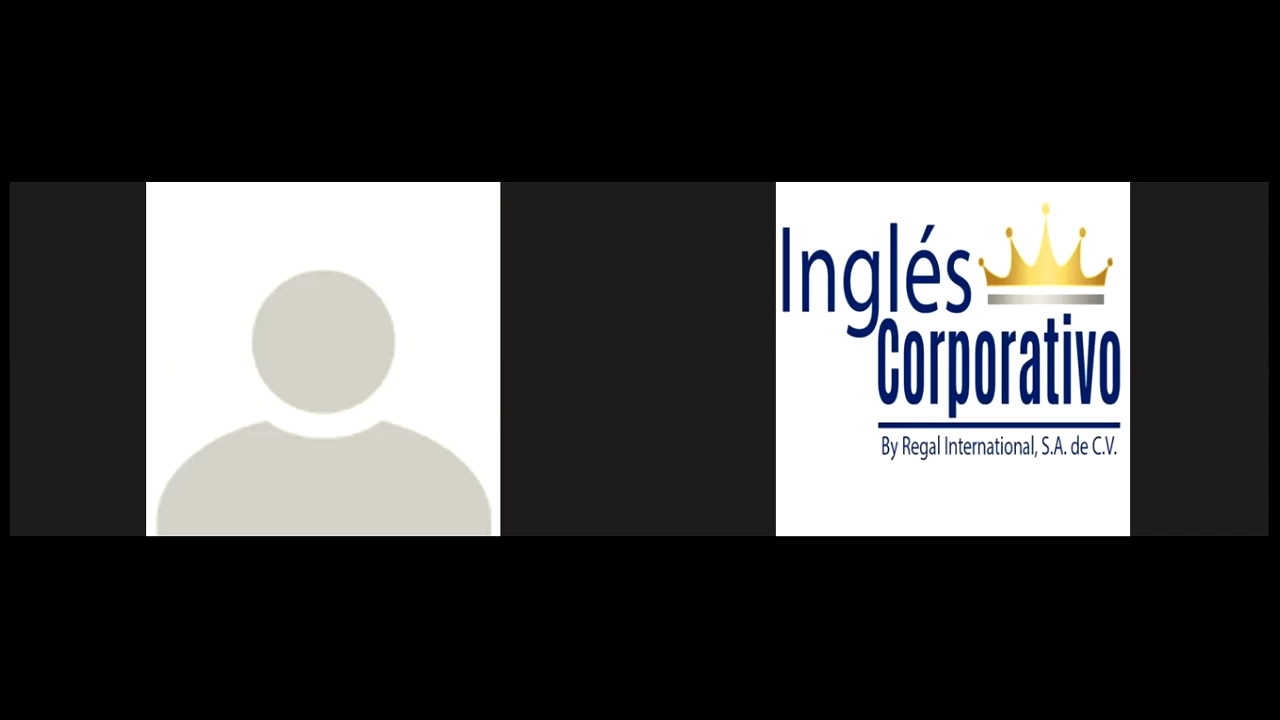 Inglés
Corporativo
By Regal International, S.A. de C.V.